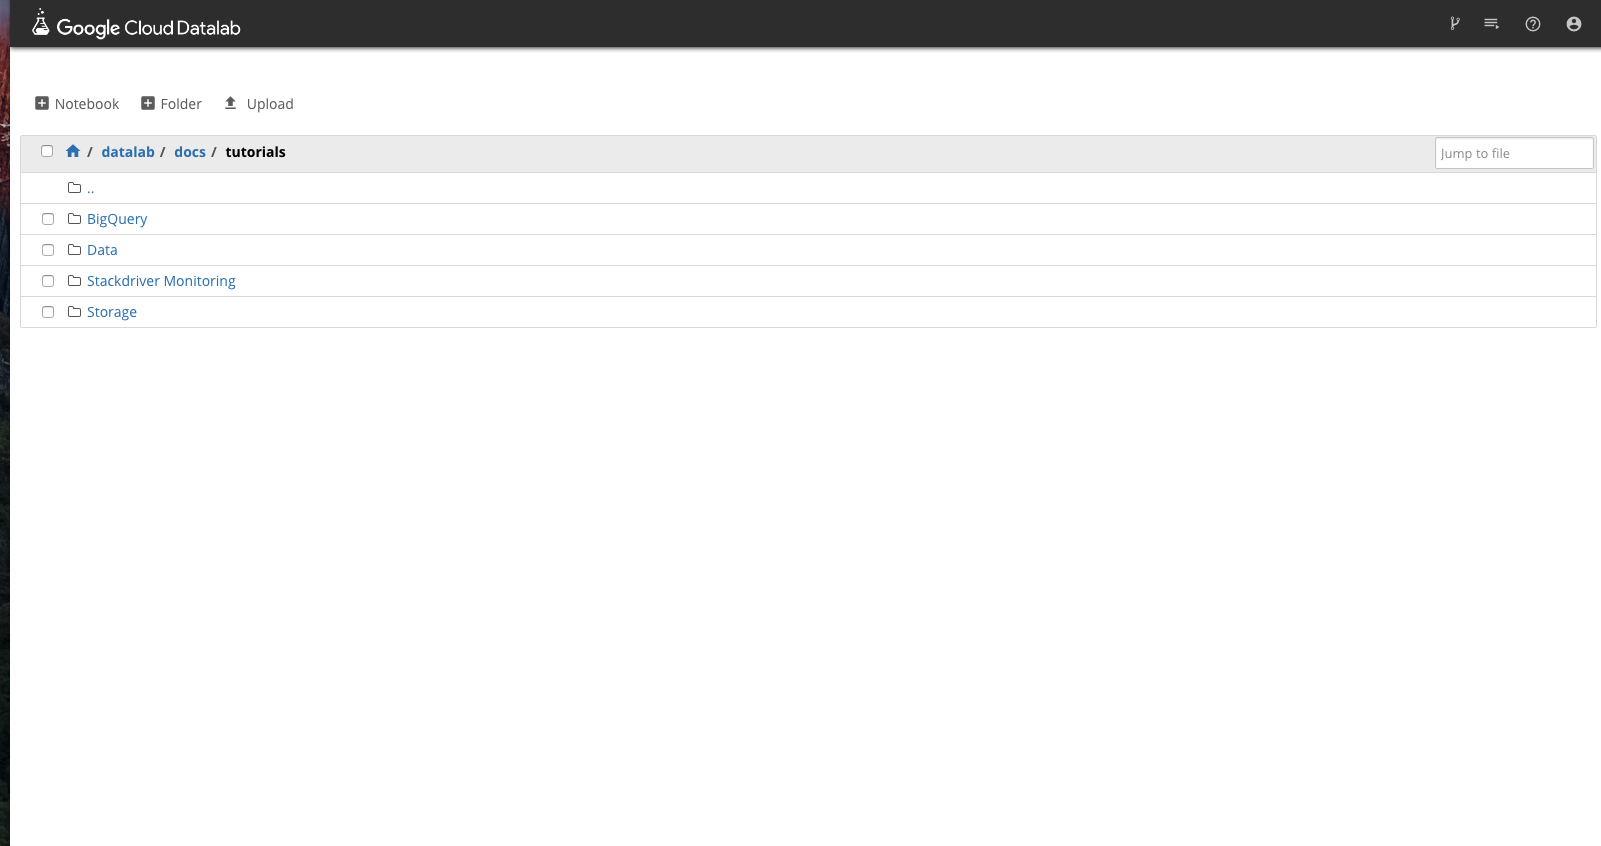 Google Cloud Datalab
Notebook Folder Upload
/ datalab / docs / tutorials Jump to file
..
BigQuery
Data
Stackdriver Monitoring
Storage